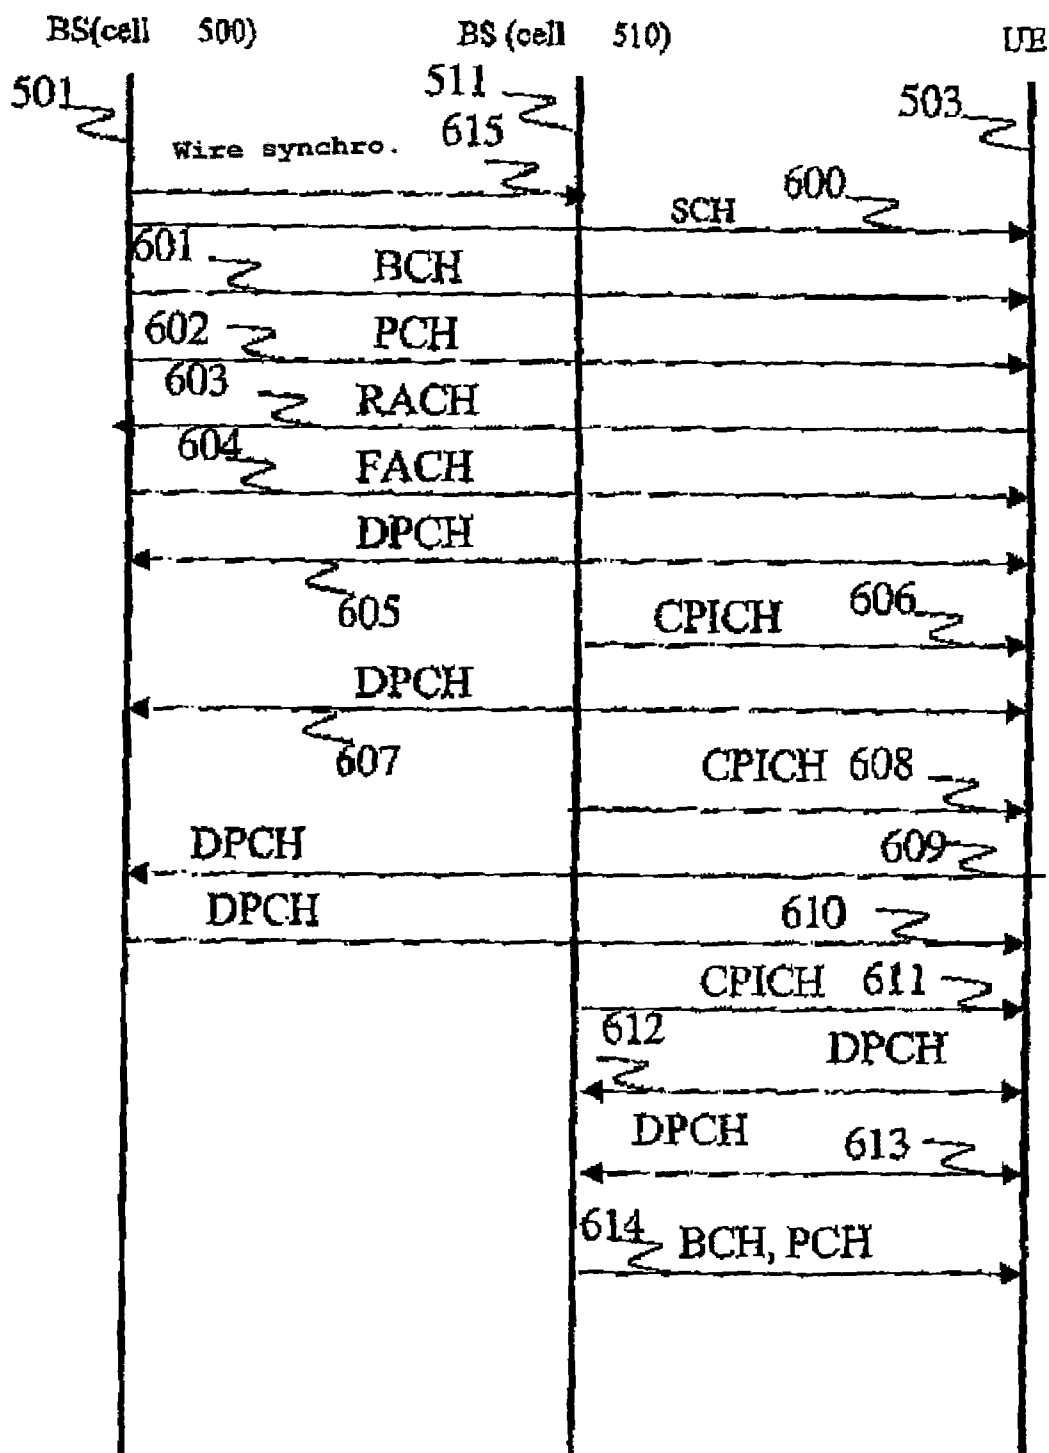 BS(cell 500) BS (cell 510) UE
501 511 503
Wire synchro. 615
SCH 600
601 BCH
602 PCH
603 RACH
604 FACH
DPCH
605
CPICH 606
DPCH
607
CPICH 608
DPCH 609
DPCH 610
CPICH 611
612 DPCH
DPCH 613
614 BCH, PCH